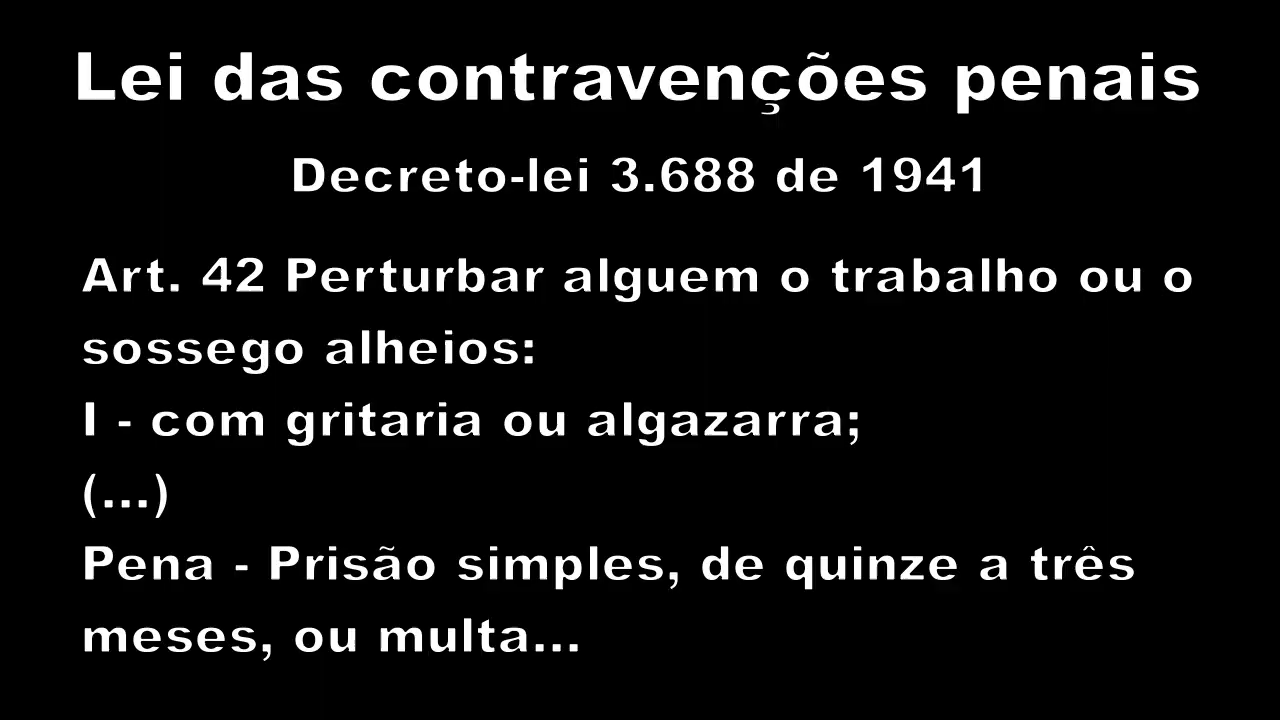 Lei das contravenções penais
Decreto-lei 3.688 de 1941
Art. 42 Perturbar alguem o trabalho ou o
sossego alheios:
I - com gritaria ou algazarra;
(...)
Pena - Prisão simples, de quinze a três
meses, ou multa...